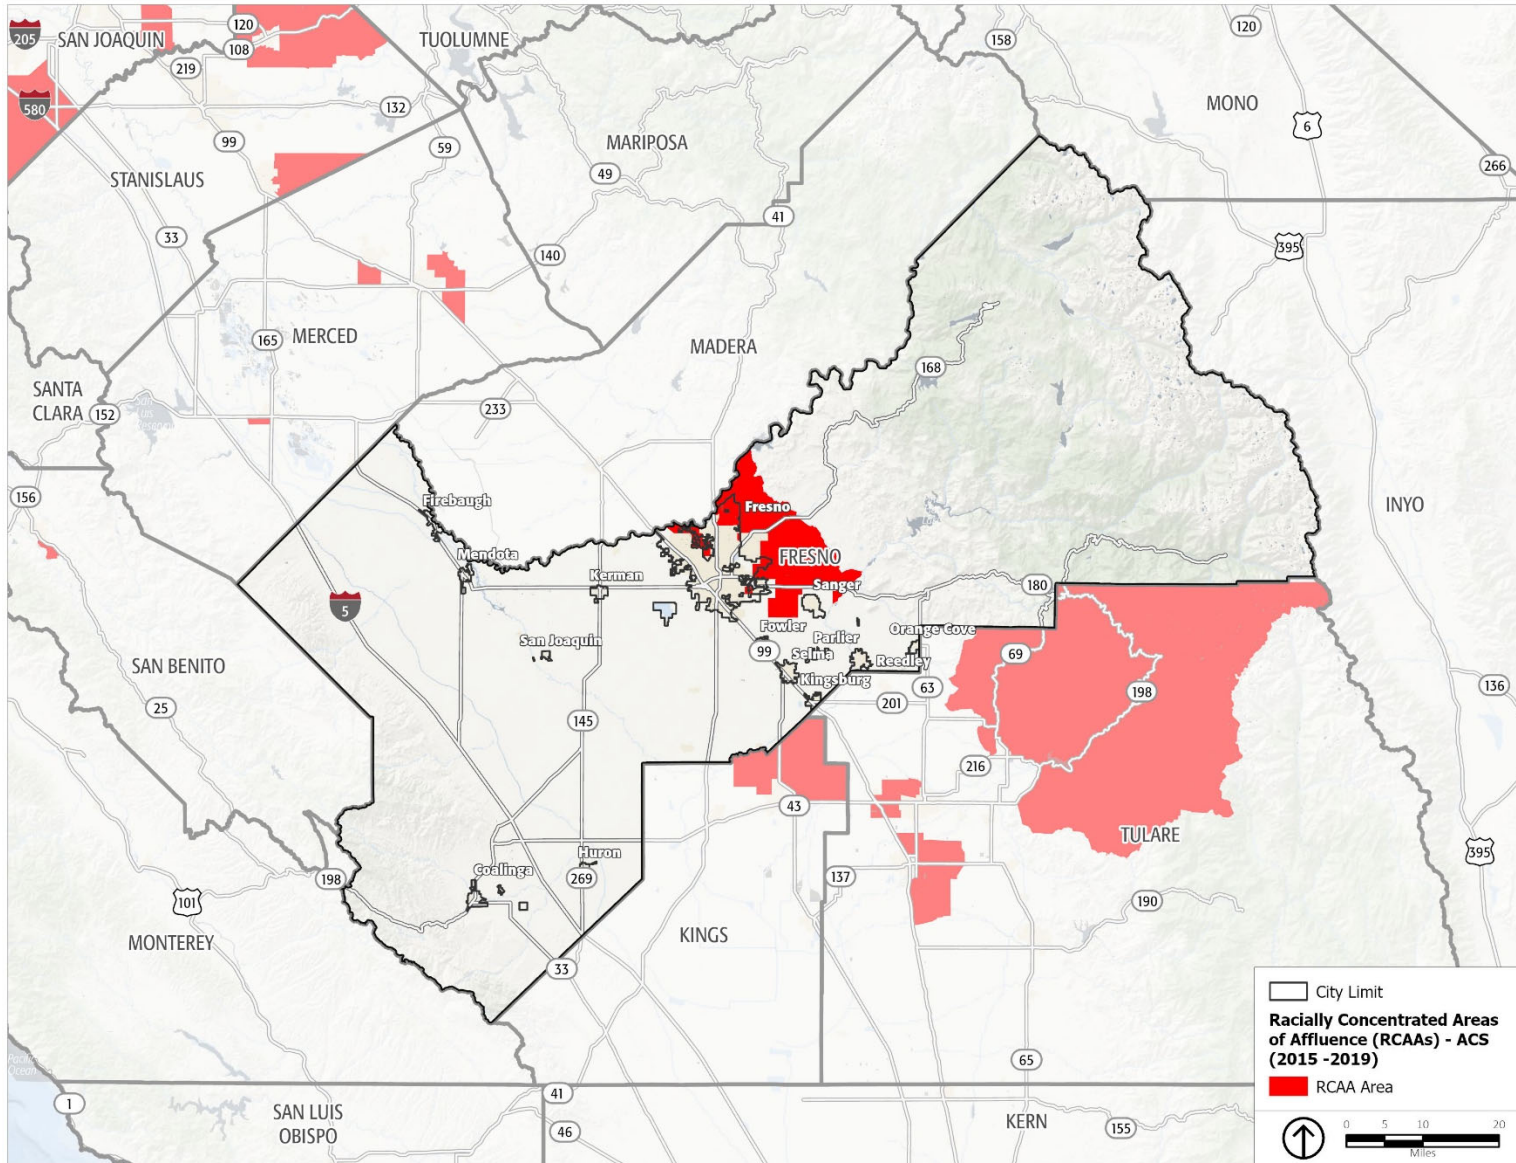 205
SAN JOAQUIN
120
108
TUOLUMNE
158
120
219
580
132
MONO
6
99
59
MARIPOSA
49
266
STANISLAUS
41
33
395
140
165
MERCED
MADERA
168
SANTA
CLARA
152
233
156
INYO
Firebaugh
Fresno
Mendota
FRESNO
Kerman
Sanger
180
5
Fowler
Parlier
Orange Cove
San Joaquin
99
Selma
Reedley
69
SAN BENITO
Kingsburg
63
198
136
201
25
145
216
43
TULARE
Huron
395
Coalinga
198
269
137
101
190
MONTEREY
KINGS
33
City Limit
Racially Concentrated Areas
of Affluence (RCAAs) - ACS
(2015 -2019)
RCAA Area
65
Pacific
Ocean
41
1
SAN LUIS
OBISPO
46
KERN
155
0 5 10 20
Miles